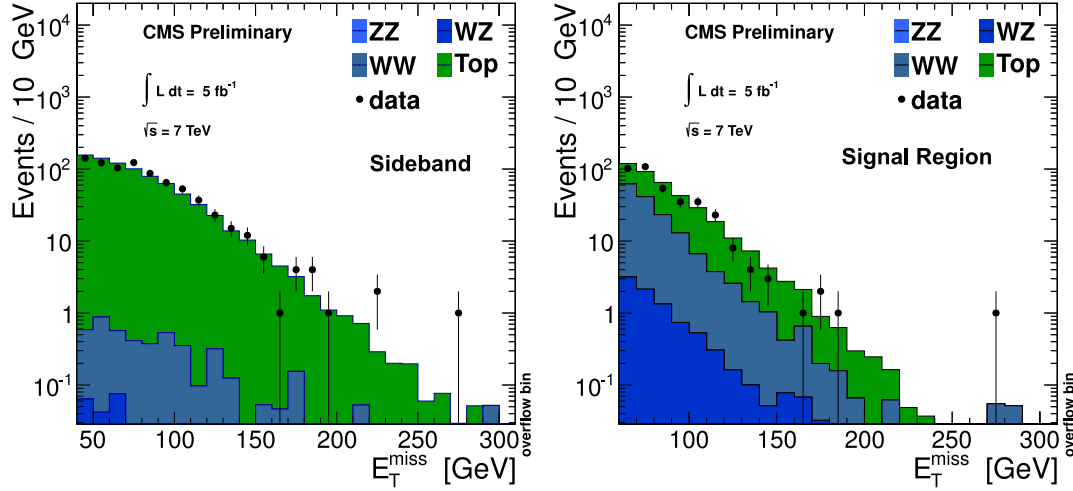 CMS Preliminary
ZZ WZ
WW Top
data
∫ L dt = 5 fb⁻¹
√s = 7 TeV
Sideband
Events / 10 GeV
10⁴
10³
10²
10
1
10⁻¹
50 100 150 200 250 300
E_T^miss [GeV]
overflow bin
CMS Preliminary
ZZ WZ
WW Top
data
∫ L dt = 5 fb⁻¹
√s = 7 TeV
Signal Region
Events / 10 GeV
10⁴
10³
10²
10
1
10⁻¹
100 150 200 250 300
E_T^miss [GeV]
overflow bin